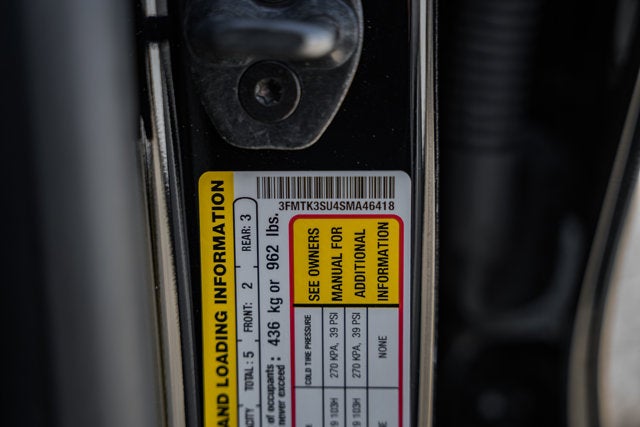 3FMTK3SU4SMA46418
AND LOADING INFORMATION
TOTAL : 5 FRONT: 2 REAR: 3
of occupants :
never exceed : 436 kg or 962 lbs.
COLD TIRE PRESSURE SEE OWNERS
270 KPA, 39 PSI MANUAL FOR
270 KPA, 39 PSI ADDITIONAL
NONE INFORMATION